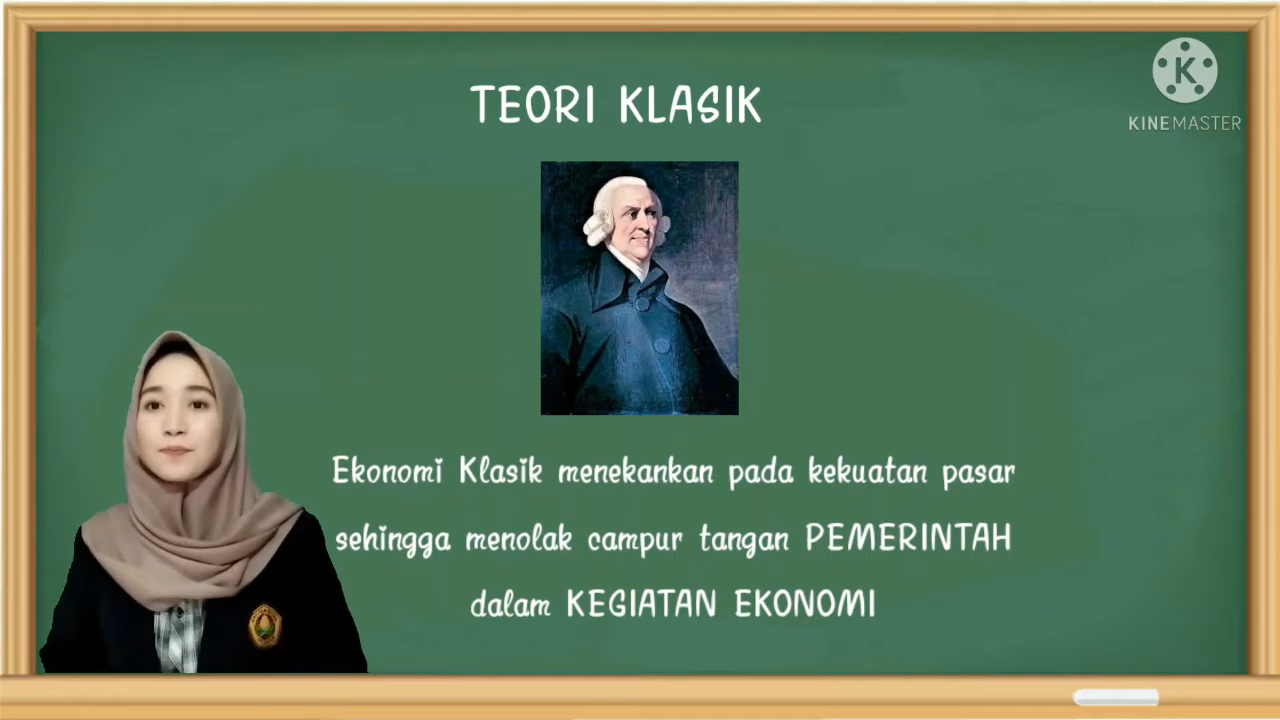 TEORI KLASIK
K
KINEMASTER
Ekonomi Klasik menekankan pada kekuatan pasar
sehingga menolak campur tangan PEMERINTAH
dalam KEGIATAN EKONOMI